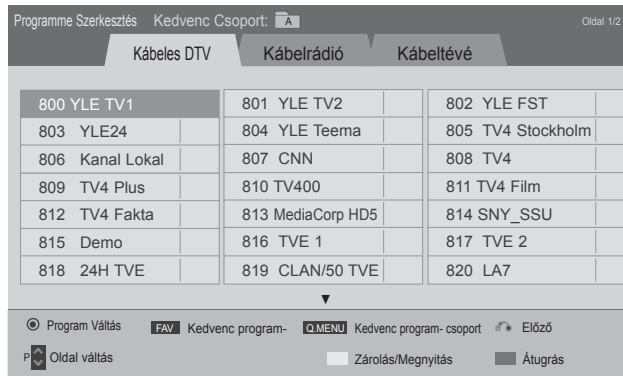 Programme Szerkesztés Kedvenc Csoport: A Oldal 1/2
Kábeles DTV Kábelrádió Kábeltévé
800 YLE TV1 801 YLE TV2 802 YLE FST
803 YLE24 804 YLE Teema 805 TV4 Stockholm
806 Kanal Lokal 807 CNN 808 TV4
809 TV4 Plus 810 TV400 811 TV4 Film
812 TV4 Fakta 813 MediaCorp HD5 814 SNY_SSU
815 Demo 816 TVE 1 817 TVE 2
818 24H TVE 819 CLAN/50 TVE 820 LA7
Program Váltás FAV Kedvenc program- Q.MENU Kedvenc program- csoport Előző
P Oldal váltás Zárolás/Megnyitás Átugrás